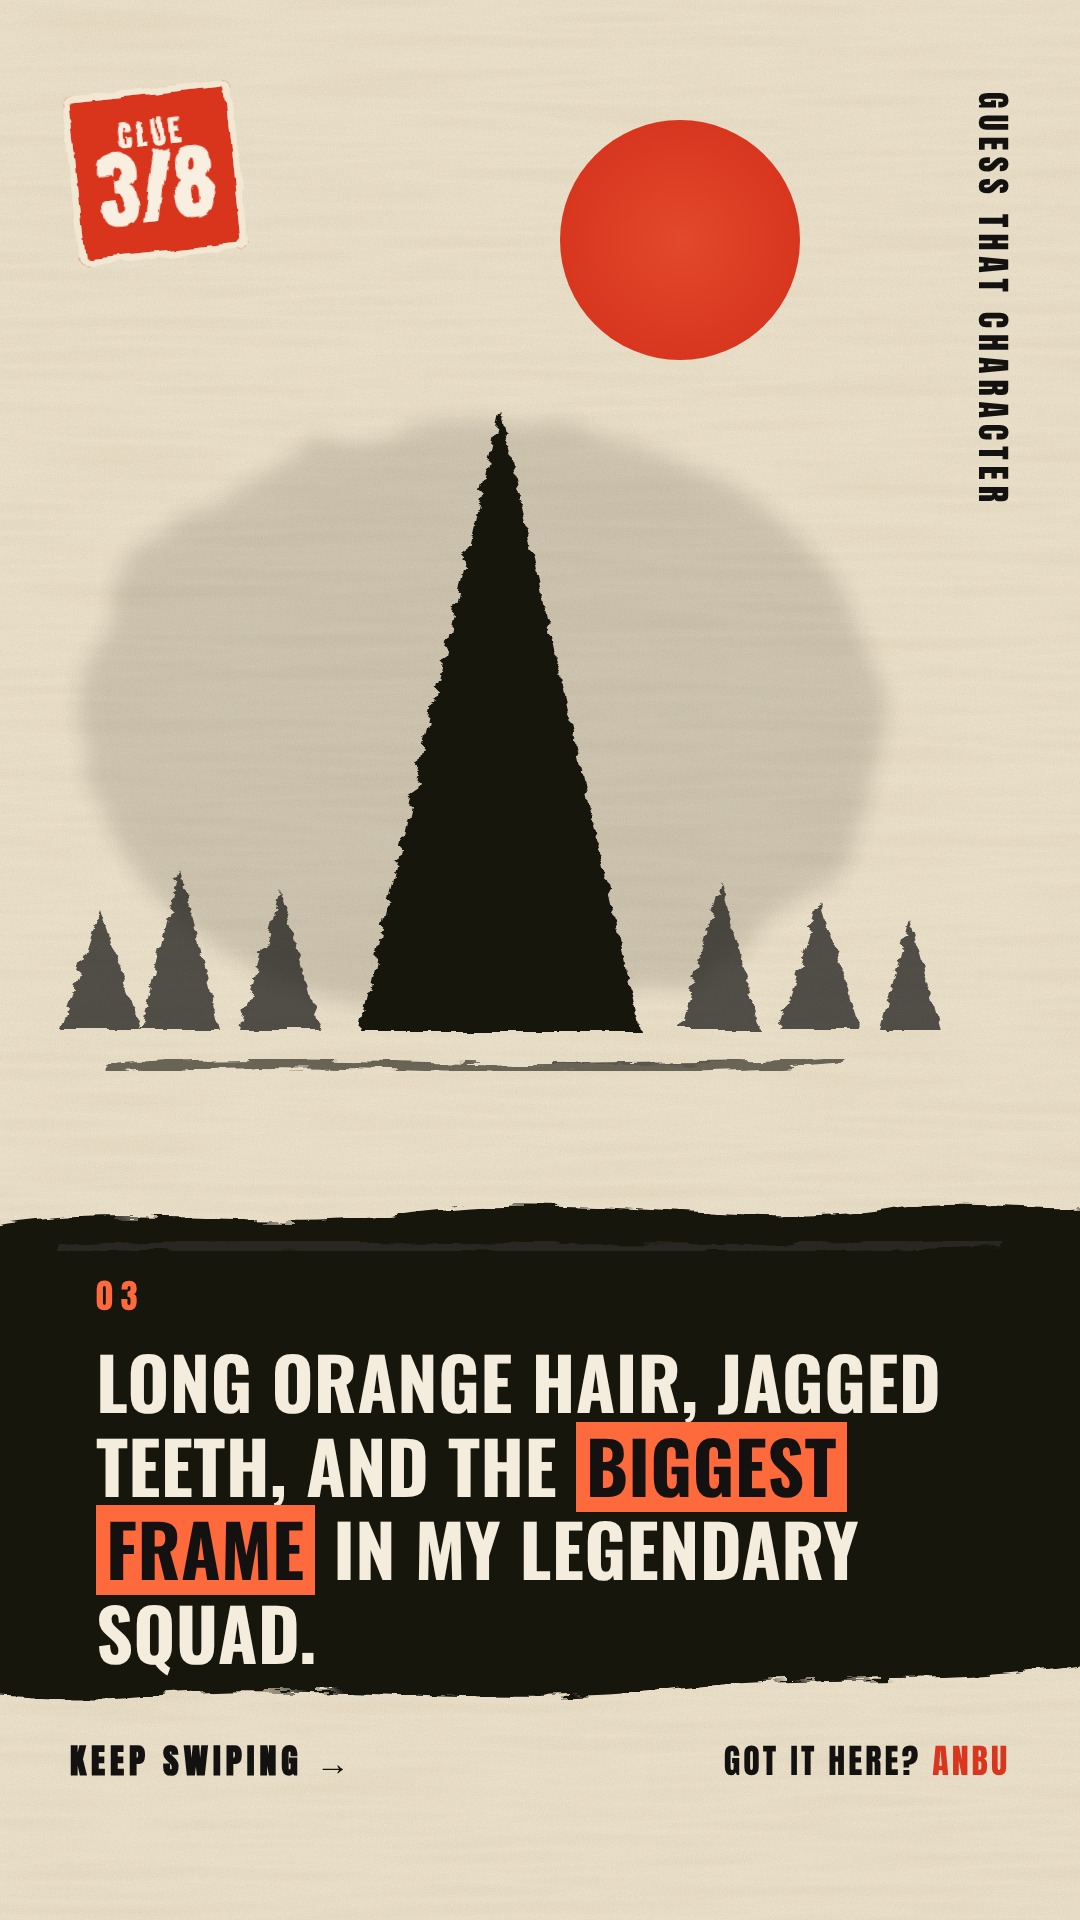 CLUE
3/8
GUESS THAT CHARACTER
03
LONG ORANGE HAIR, JAGGED
TEETH, AND THE BIGGEST
FRAME IN MY LEGENDARY
SQUAD.
KEEP SWIPING →
GOT IT HERE? ANBU